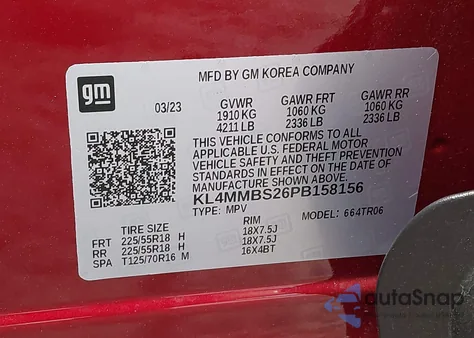 gm
MFD BY GM KOREA COMPANY
03/23 GVWR GAWR FRT GAWR RR
1910 KG 1060 KG 1060 KG
4211 LB 2336 LB 2336 LB
THIS VEHICLE CONFORMS TO ALL
APPLICABLE U.S. FEDERAL MOTOR
VEHICLE SAFETY AND THEFT PREVENTION
STANDARDS IN EFFECT ON THE DATE OF
MANUFACTURE SHOWN ABOVE.
KL4MMBS26PB158156
TYPE: MPV MODEL: 664TR06
TIRE SIZE RIM
FRT 225/55R18 H 18X7.5J
RR 225/55R18 H 18X7.5J
SPA T125/70R16 M 16X4BT
autaSnap